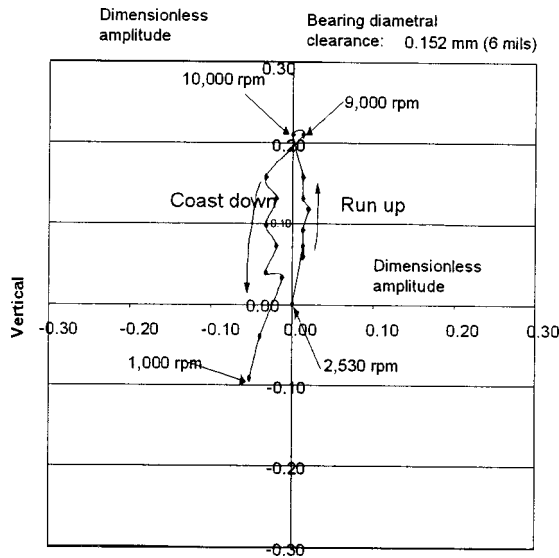 Dimensionless
amplitude
Bearing diametral
clearance: 0.152 mm (6 mils)
0.30
10,000 rpm
9,000 rpm
0.20
Coast down
Run up
0.10
Dimensionless
amplitude
0.00
Vertical
-0.30 -0.20 -0.10 0.00 0.10 0.20 0.30
1,000 rpm
2,530 rpm
-0.10
-0.20
-0.30